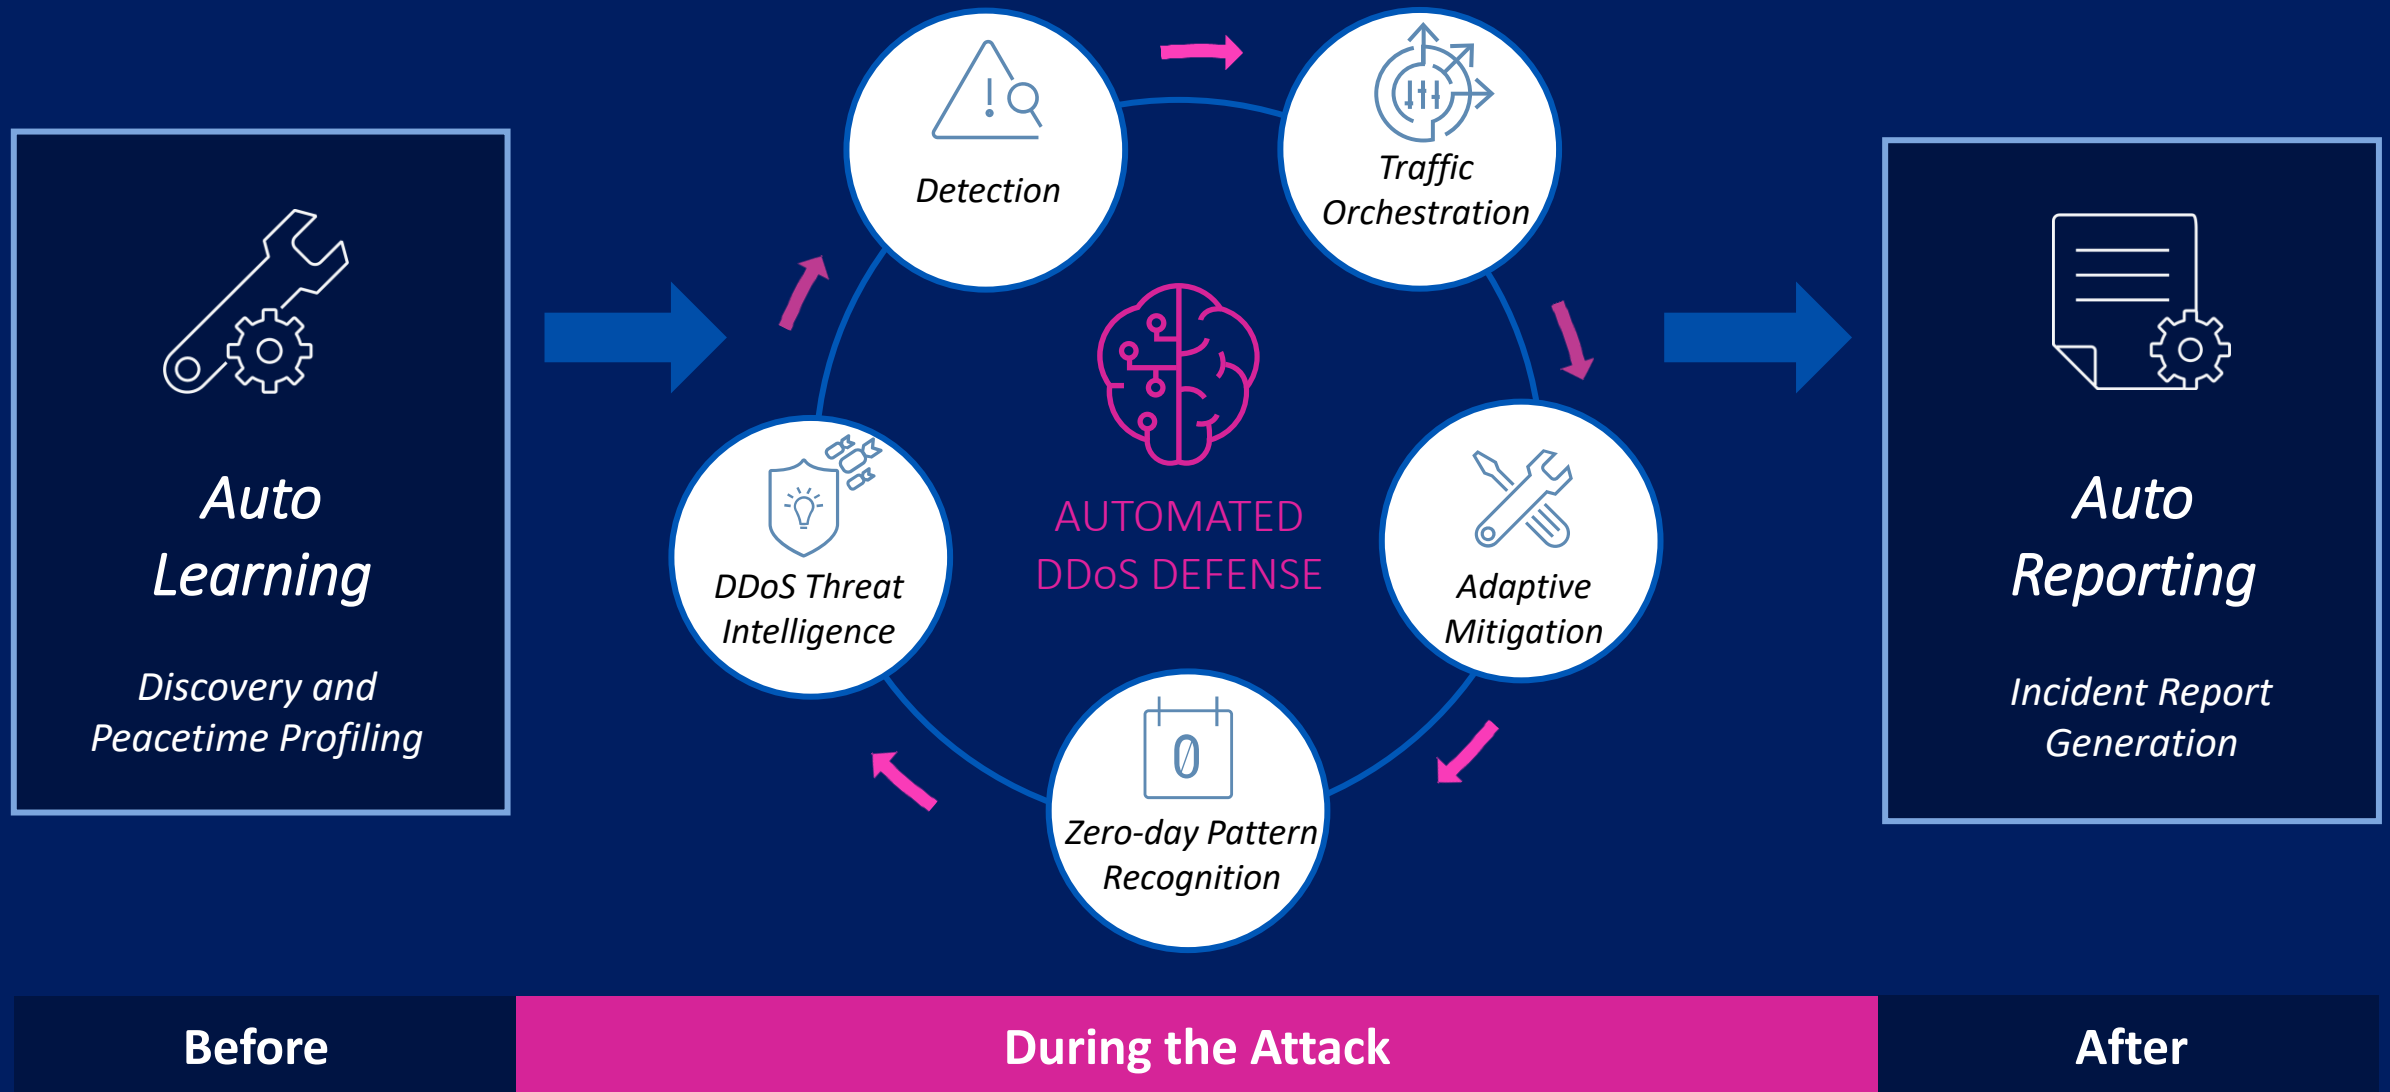 Auto
Learning
Discovery and
Peacetime Profiling
Detection
Traffic
Orchestration
Adaptive
Mitigation
0
Zero-day Pattern
Recognition
DDoS Threat
Intelligence
AUTOMATED
DDoS DEFENSE
Auto
Reporting
Incident Report
Generation
Before
During the Attack
After